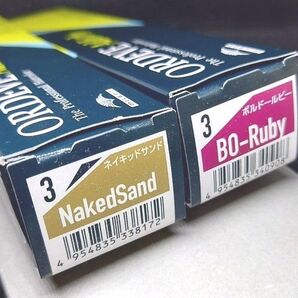 ORDEVE
The Professional
3
ネイキッドサンド
NakedSand
4 954835 338172
ORDEVE
The Professional
3
ボルドールビー
BO-Ruby
4 954835 340908